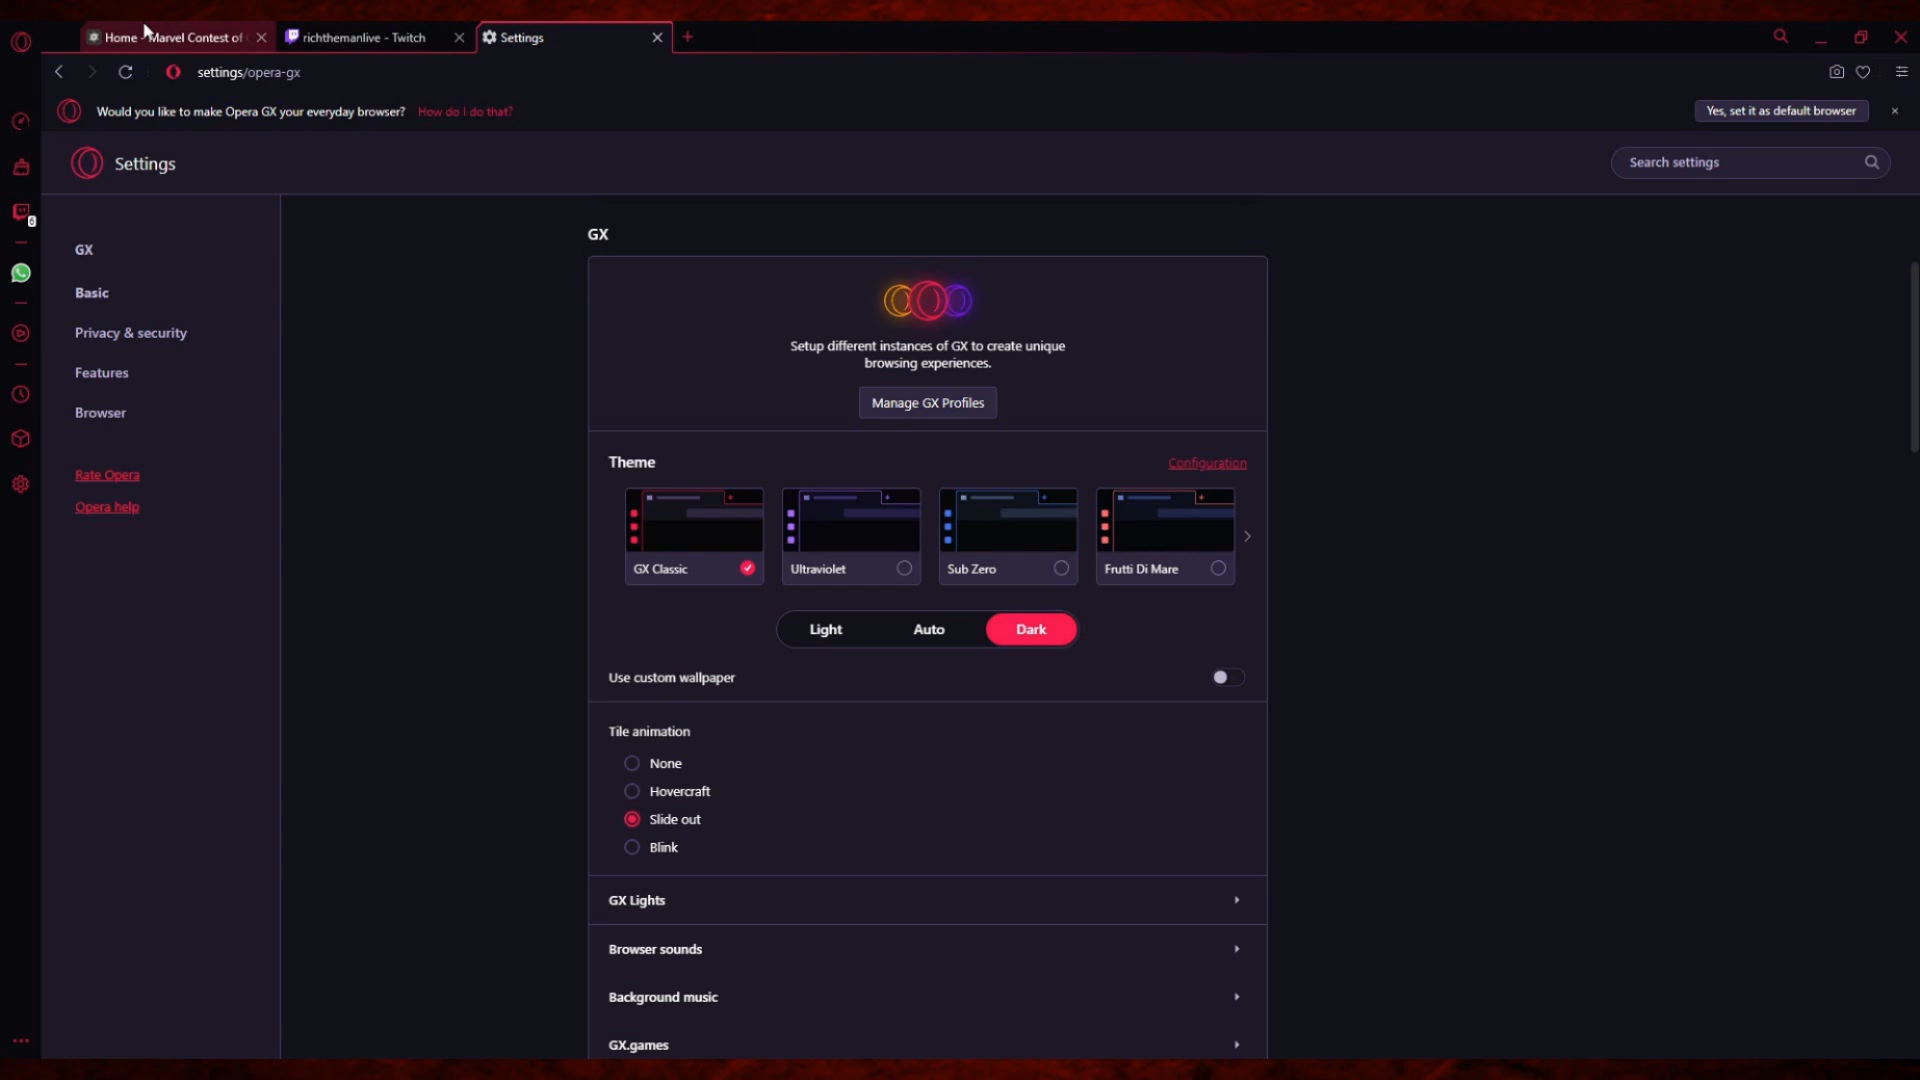 Home - Marvel Contest of
richthemanlive - Twitch
Settings
settings/opera-gx
Would you like to make Opera GX your everyday browser? How do I do that?
Yes, set it as default browser
Settings
Search settings
GX
Basic
Privacy & security
Features
Browser
Rate Opera
Opera help
GX
Setup different instances of GX to create unique
browsing experiences.
Manage GX Profiles
Theme
Configuration
GX Classic
Ultraviolet
Sub Zero
Frutti Di Mare
Light
Auto
Dark
Use custom wallpaper
Tile animation
None
Hovercraft
Slide out
Blink
GX Lights
Browser sounds
Background music
GX.games